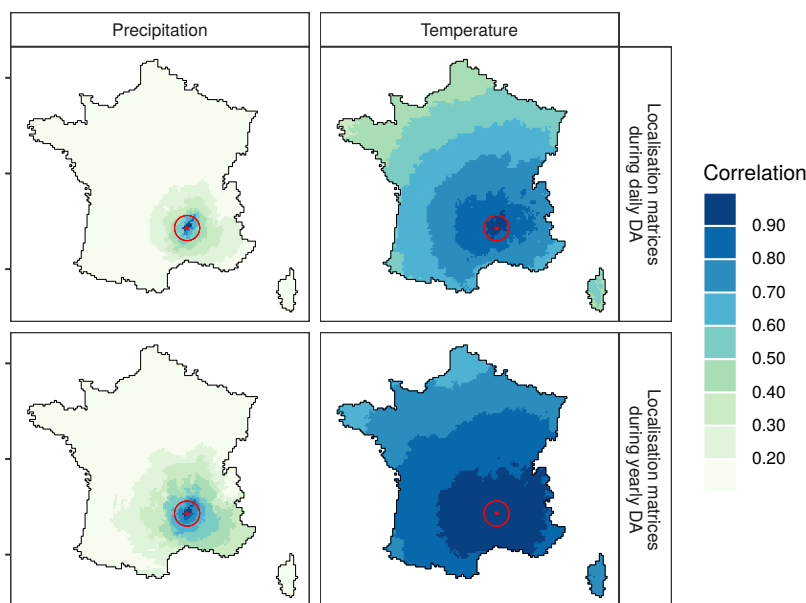 Precipitation
Temperature
Localisation matrices
during daily DA
Localisation matrices
during yearly DA
Correlation
0.90
0.80
0.70
0.60
0.50
0.40
0.30
0.20